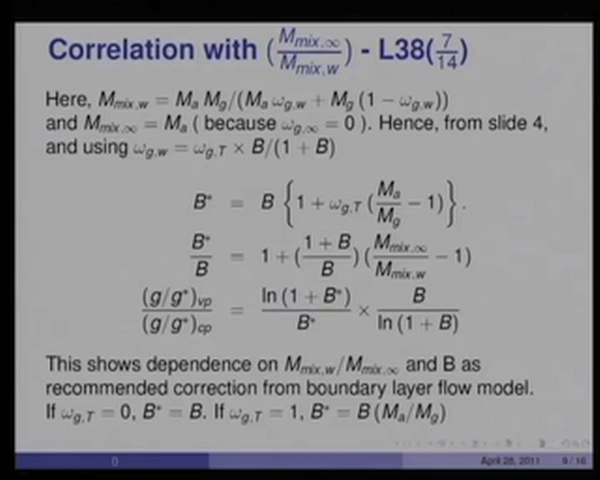 Correlation with (M_mix,∞ / M_mix,w) - L38(7/14)
Here, M_mix,w = M_a M_g/(M_a ω_g,w + M_g (1 − ω_g,w))
and M_mix,∞ = M_a ( because ω_g,∞ = 0 ). Hence, from slide 4,
and using ω_g,w = ω_g,T × B/(1 + B)
B* = B {1 + ω_g,T (M_a/M_g − 1)}.
B*/B = 1 + ((1 + B)/B) (M_mix,∞/M_mix,w − 1)
(g/g*)_vp / (g/g*)_cp = ln (1 + B*)/B* × B/ln (1 + B)
This shows dependence on M_mix,w/M_mix,∞ and B as
recommended correction from boundary layer flow model.
If ω_g,T = 0, B* = B. If ω_g,T = 1, B* = B (M_a/M_g)
() April 28, 2011 9 / 16